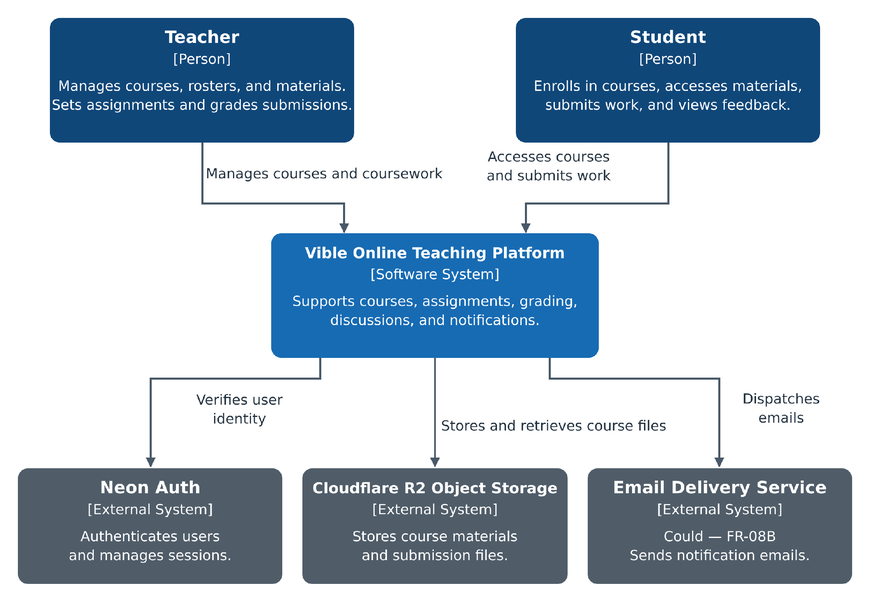 Teacher
[Person]
Manages courses, rosters, and materials.
Sets assignments and grades submissions.
Student
[Person]
Enrolls in courses, accesses materials,
submits work, and views feedback.
Manages courses and coursework
Accesses courses
and submits work
Vible Online Teaching Platform
[Software System]
Supports courses, assignments, grading,
discussions, and notifications.
Verifies user
identity
Stores and retrieves course files
Dispatches
emails
Neon Auth
[External System]
Authenticates users
and manages sessions.
Cloudflare R2 Object Storage
[External System]
Stores course materials
and submission files.
Email Delivery Service
[External System]
Could — FR-08B
Sends notification emails.